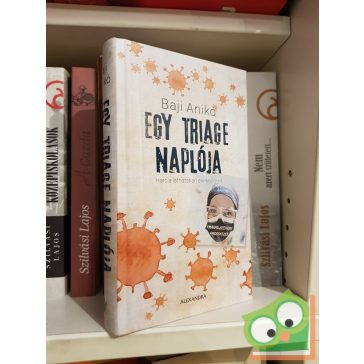 Baji Anikó
EGY TRIAGE
NAPLÓJA
ALEXANDRA
EGY TRIAGE NAPLÓJA
KÖZÉPISKOLÁSOK
SZILVÁSI
LAJOS
A Gazda
Szilvási Lajos
Nem
azért született...
Szilvási Lajos